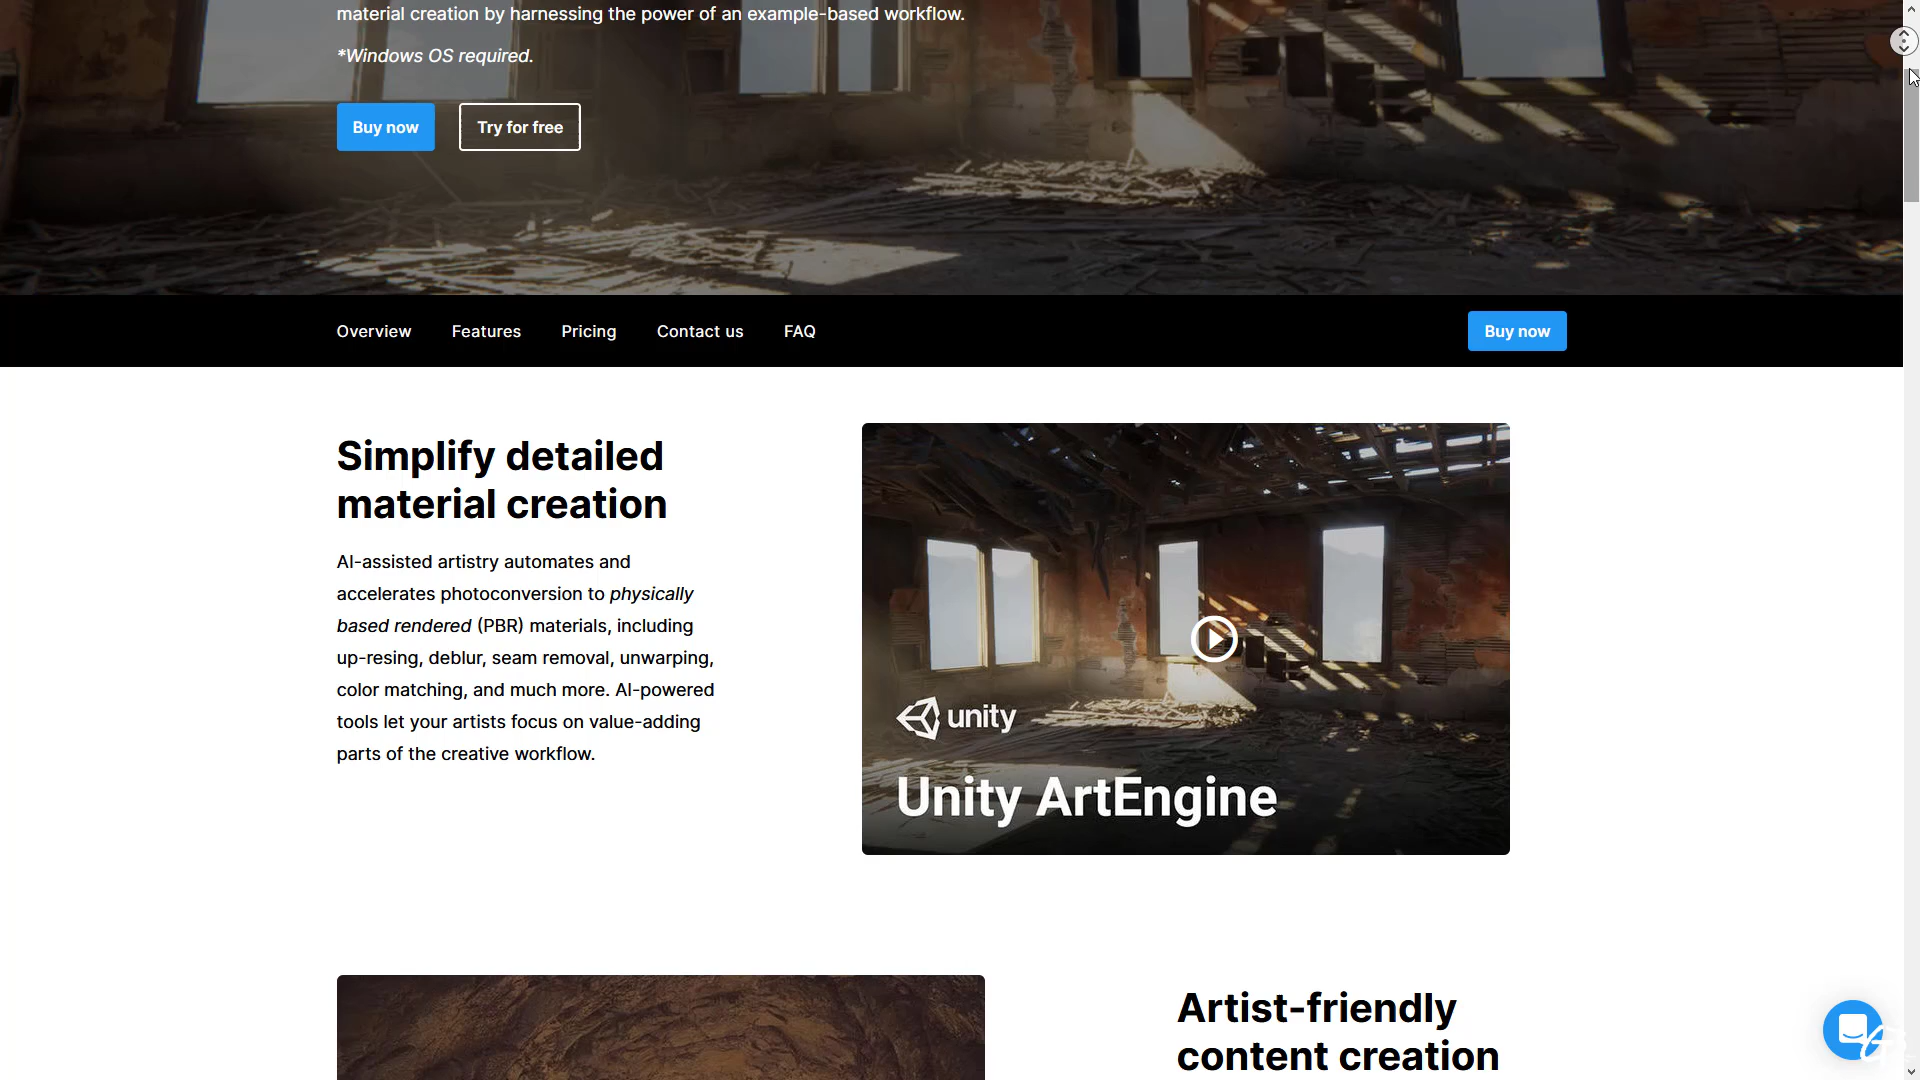 material creation by harnessing the power of an example-based workflow.
*Windows OS required.
Buy now
Try for free
Overview
Features
Pricing
Contact us
FAQ
Buy now
Simplify detailed
material creation
AI-assisted artistry automates and
accelerates photoconversion to physically
based rendered (PBR) materials, including
up-resing, deblur, seam removal, unwarping,
color matching, and much more. AI-powered
tools let your artists focus on value-adding
parts of the creative workflow.
unity
Unity ArtEngine
Artist-friendly
content creation